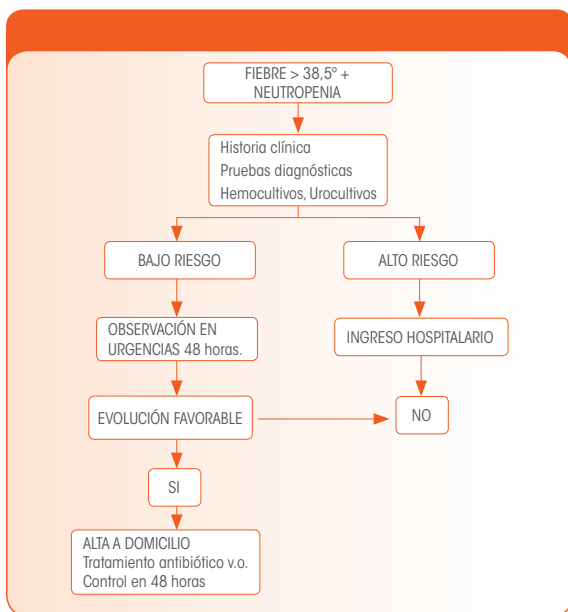 FIEBRE > 38,5º +
NEUTROPENIA
Historia clínica
Pruebas diagnósticas
Hemocultivos, Urocultivos
BAJO RIESGO
ALTO RIESGO
OBSERVACIÓN EN
URGENCIAS 48 horas.
INGRESO HOSPITALARIO
EVOLUCIÓN FAVORABLE
NO
SI
ALTA A DOMICILIO
Tratamiento antibiótico v.o.
Control en 48 horas